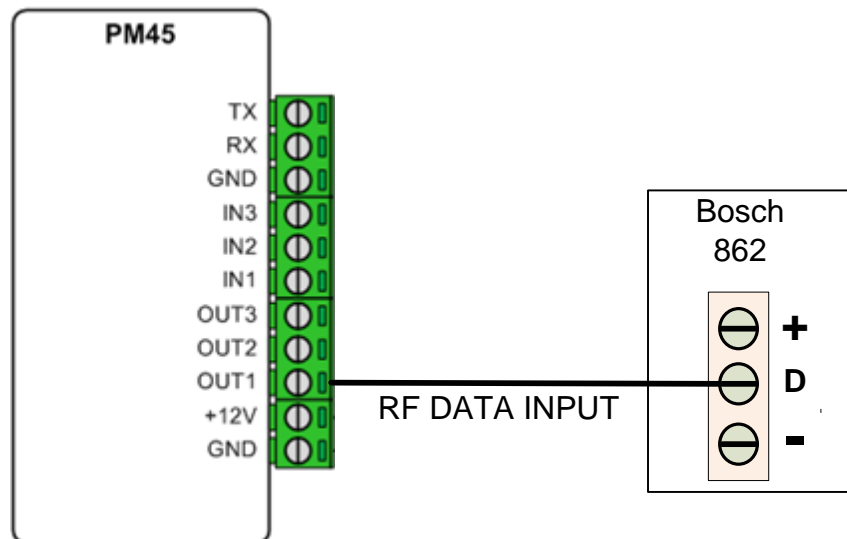 PM45
TX
RX
GND
IN3
IN2
IN1
OUT3
OUT2
OUT1
+12V
GND
RF DATA INPUT
Bosch
862
+
D
-